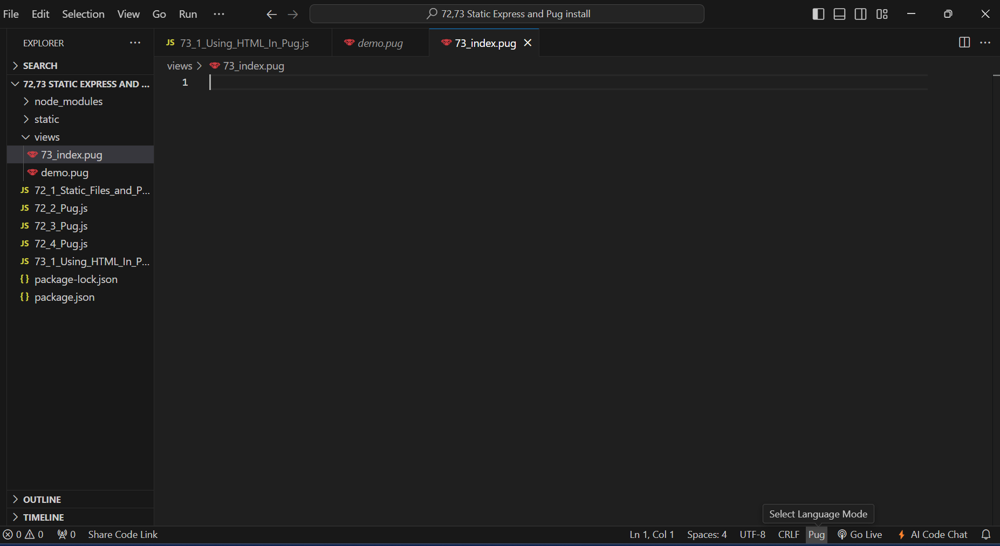 File Edit Selection View Go Run ···
72,73 Static Express and Pug install
EXPLORER ···
JS 73_1_Using_HTML_In_Pug.js
demo.pug
73_index.pug
SEARCH
views > 73_index.pug
72,73 STATIC EXPRESS AND ...
1
node_modules
static
views
73_index.pug
demo.pug
JS 72_1_Static_Files_and_P...
JS 72_2_Pug.js
JS 72_3_Pug.js
JS 72_4_Pug.js
JS 73_1_Using_HTML_In_P...
{} package-lock.json
{} package.json
OUTLINE
TIMELINE
Select Language Mode
0 0 0 Share Code Link
Ln 1, Col 1 Spaces: 4 UTF-8 CRLF Pug Go Live AI Code Chat